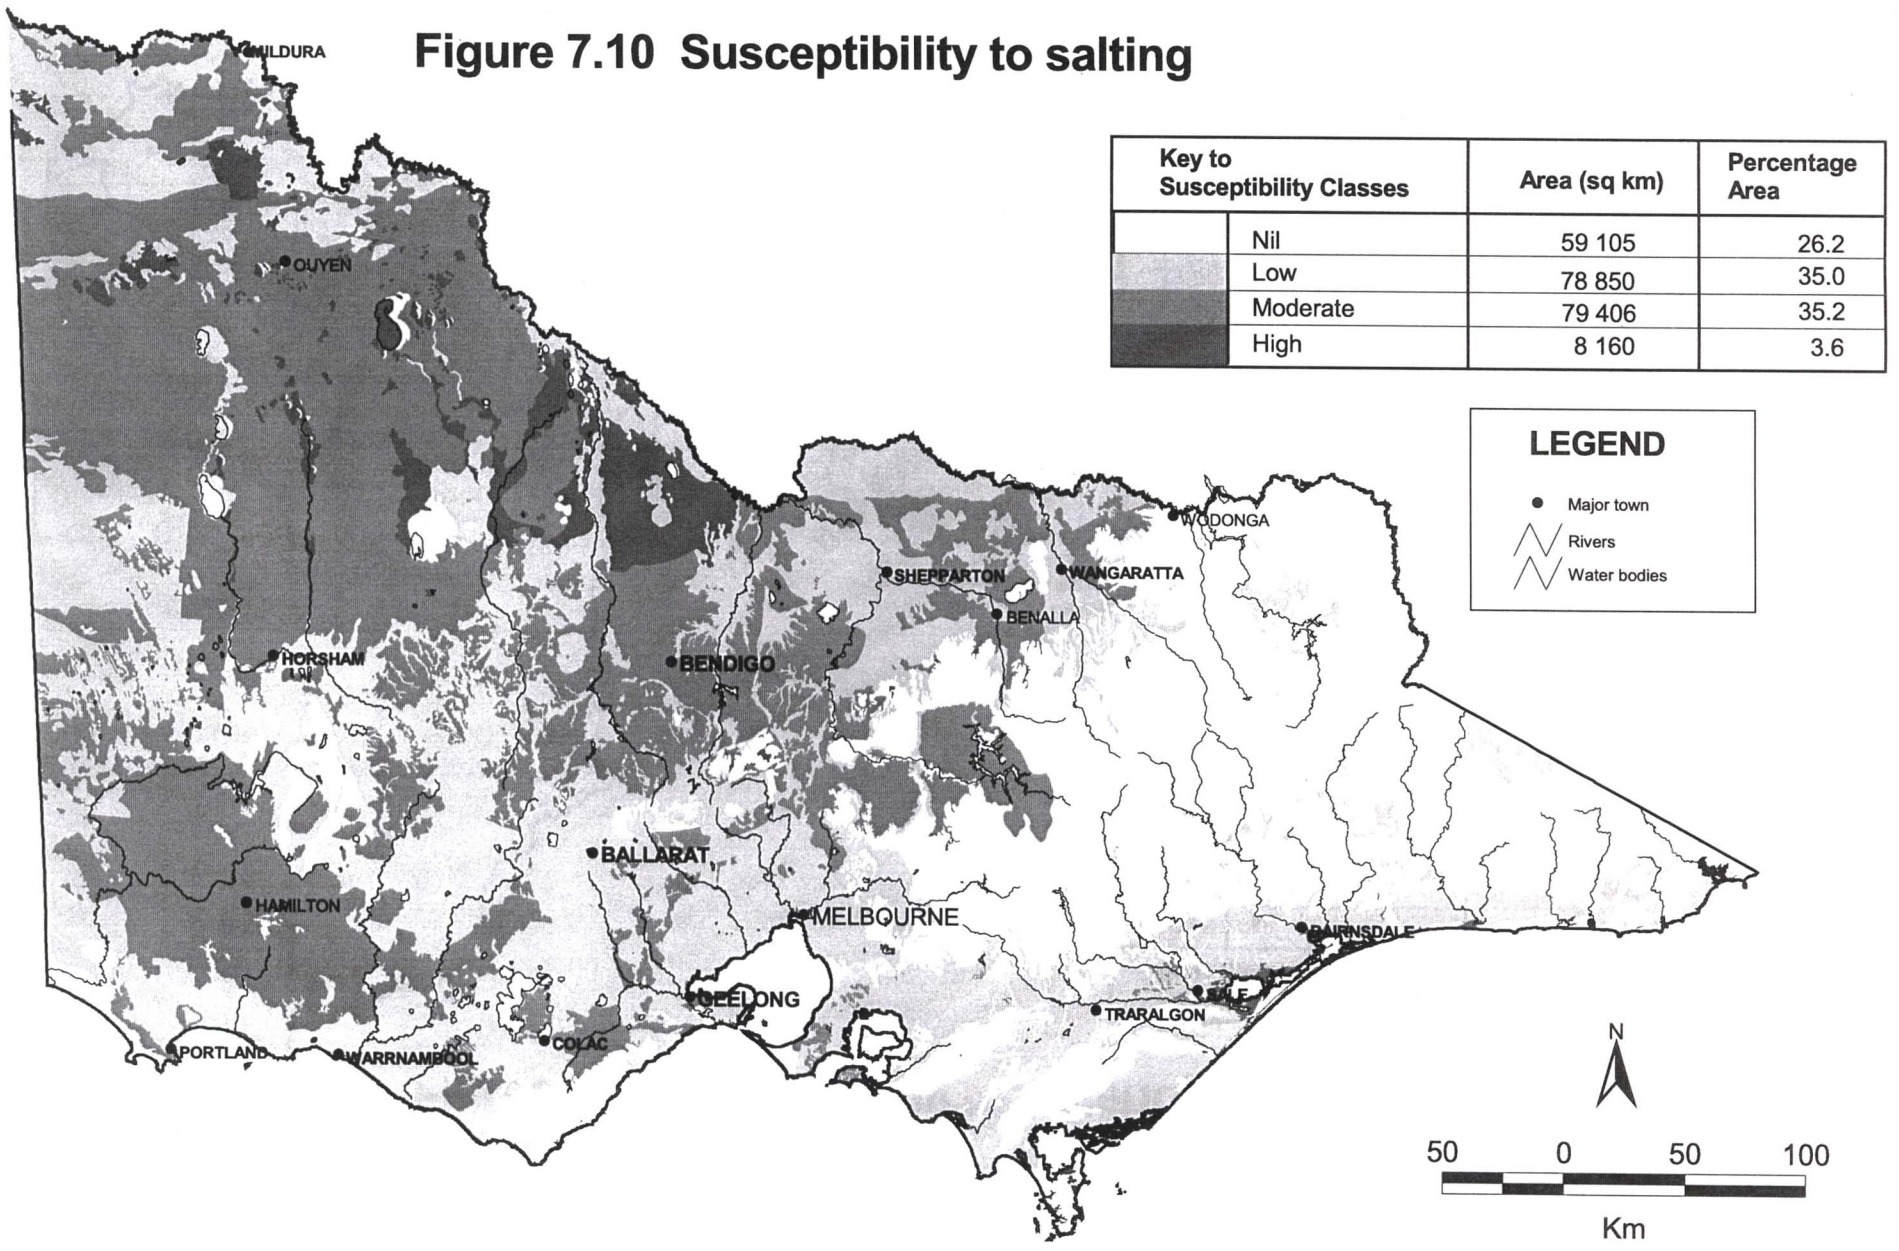 Figure 7.10 Susceptibility to salting
MILDURA
Key to
Susceptibility Classes
Area (sq km)
Percentage
Area
Nil 59 105 26.2
Low 78 850 35.0
Moderate 79 406 35.2
High 8 160 3.6
OUYEN
LEGEND
Major town
Rivers
Water bodies
WODONGA
SHEPPARTON
WANGARATTA
BENALLA
HORSHAM
BENDIGO
BALLARAT
HAMILTON
MELBOURNE
BAIRNSDALE
GEELONG
SALE
TRARALGON
COLAC
PORTLAND
WARRNAMBOOL
N
50 0 50 100
Km